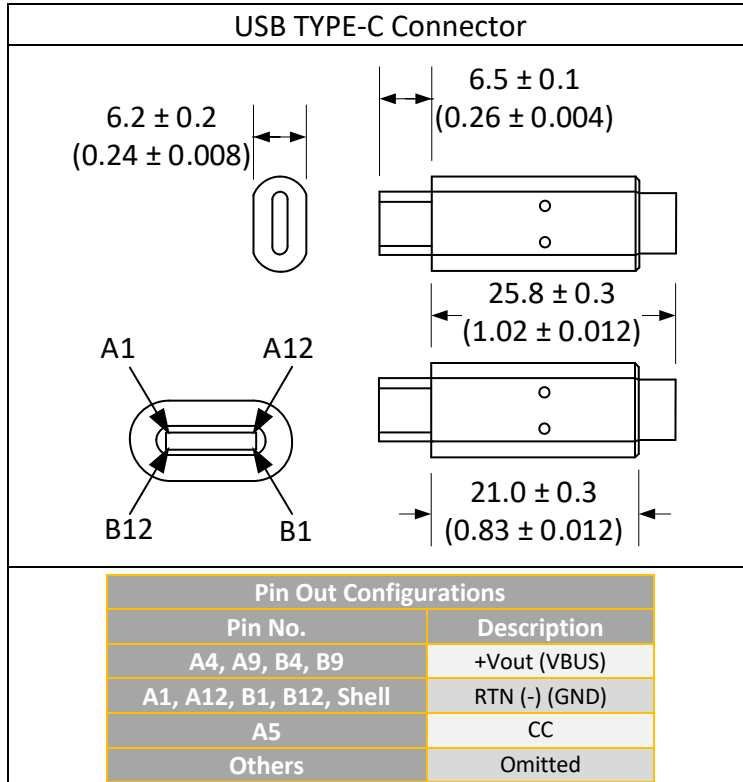 USB TYPE-C Connector
6.5 ± 0.1
(0.26 ± 0.004)
6.2 ± 0.2
(0.24 ± 0.008)
25.8 ± 0.3
(1.02 ± 0.012)
A1
A12
B12
B1
21.0 ± 0.3
(0.83 ± 0.012)
Pin Out Configurations
Pin No. Description
A4, A9, B4, B9 +Vout (VBUS)
A1, A12, B1, B12, Shell RTN (-) (GND)
A5 CC
Others Omitted